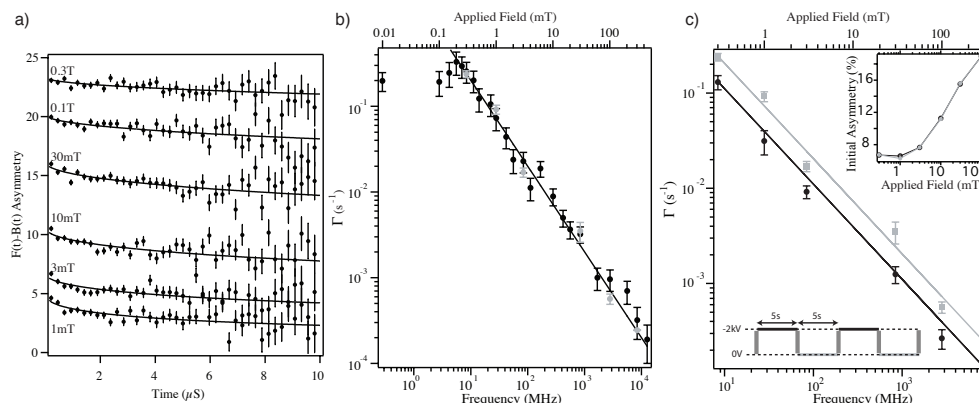 a)
25
20
15
10
5
0
F(t)-B(t) Asymmetry
0.3T
0.1T
30mT
10mT
3mT
1mT
2
4
6
8
10
Time (μS)
b)
Applied Field (mT)
0.01
0.1
1
10
100
10⁻¹
10⁻²
10⁻³
10⁻⁴
Γ (s⁻¹)
10⁰
10¹
10²
10³
10⁴
Frequency (MHz)
c)
Applied Field (mT)
1
10
100
10⁻¹
10⁻²
10⁻³
Γ (s⁻¹)
Initial Asymmetry (%)
16
12
8
1
10
100
Applied Field (mT)
5s
5s
-2kV
0V
10¹
10²
10³
Frequency (MHz)